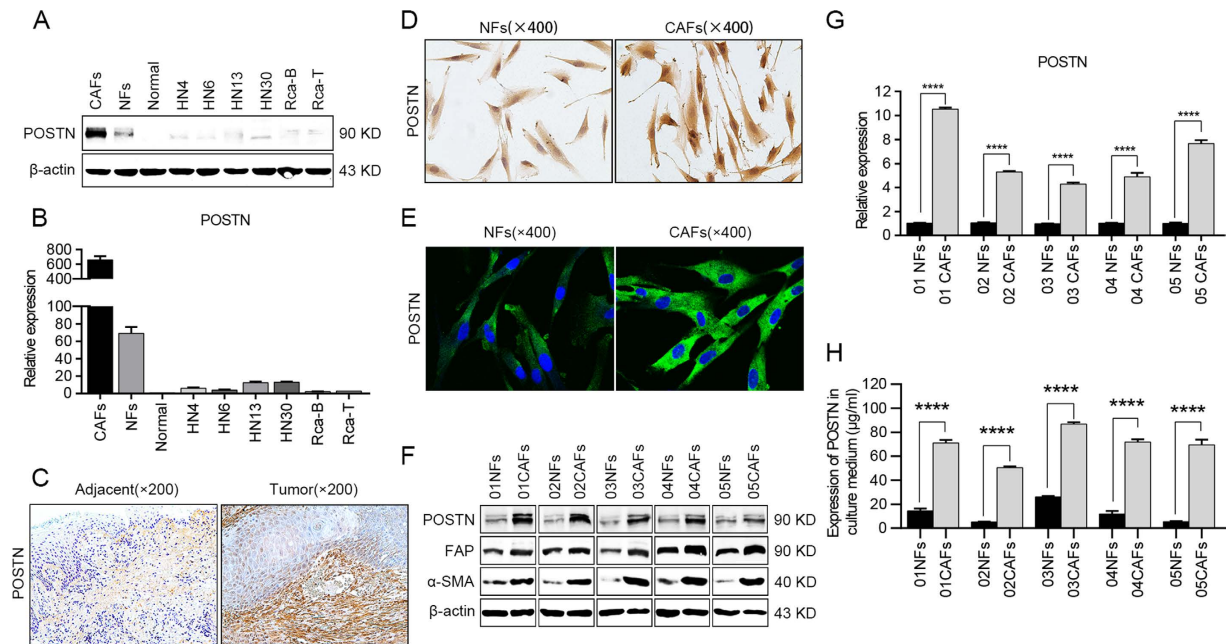 A
CAFs
NFs
Normal
HN4
HN6
HN13
HN30
Rca-B
Rca-T
POSTN
90 KD
β-actin
43 KD
B
POSTN
Relative expression
800
600
400
100
80
60
40
20
0
CAFs
NFs
Normal
HN4
HN6
HN13
HN30
Rca-B
Rca-T
C
Adjacent(×200)
Tumor(×200)
POSTN
D
NFs(×400)
CAFs(×400)
POSTN
E
NFs(×400)
CAFs(×400)
POSTN
F
01NFs
01CAFs
02NFs
02CAFs
03NFs
03CAFs
04NFs
04CAFs
05NFs
05CAFs
POSTN
90 KD
FAP
90 KD
α-SMA
40 KD
β-actin
43 KD
G
POSTN
Relative expression
12
10
8
6
4
2
0
****
****
****
****
****
01 NFs
01 CAFs
02 NFs
02 CAFs
03 NFs
03 CAFs
04 NFs
04 CAFs
05 NFs
05 CAFs
H
Expression of POSTN in
culture medium (μg/ml)
120
100
80
60
40
20
0
****
****
****
****
****
01NFs
01CAFs
02NFs
02CAFs
03NFs
03CAFs
04NFs
04CAFs
05NFs
05CAFs